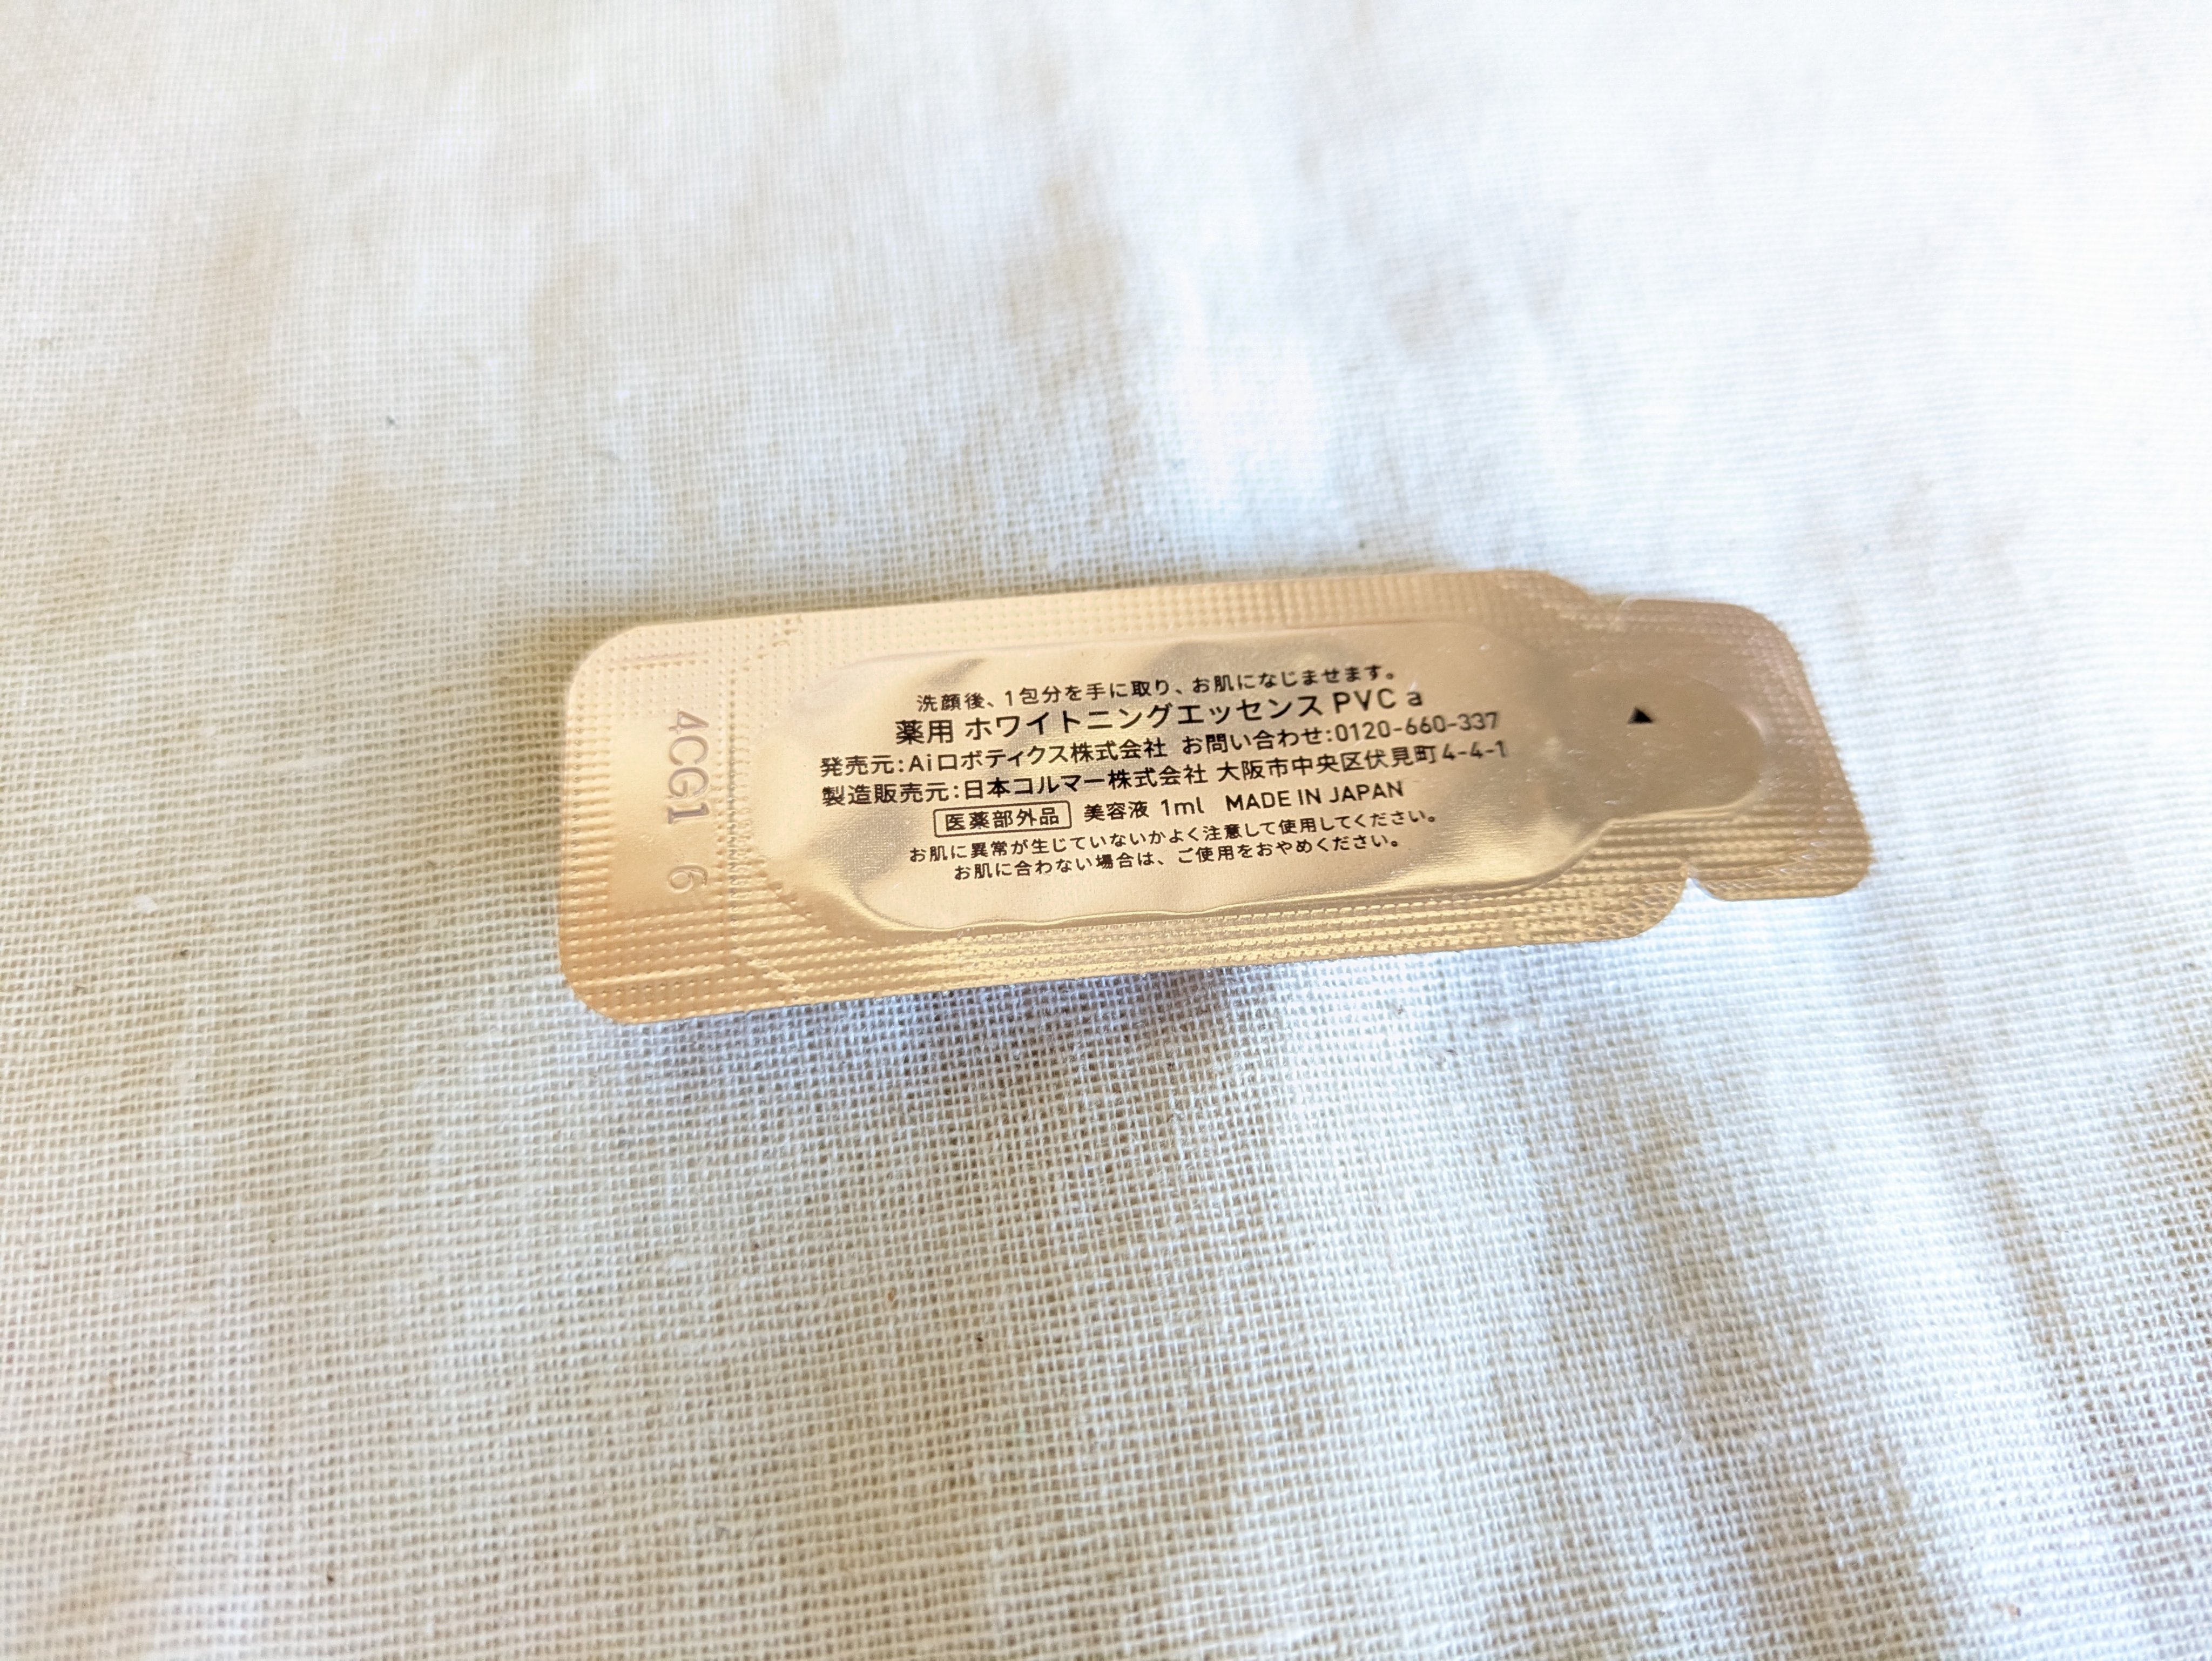 洗顔後、1包分を手に取り、お肌になじませます。
薬用 ホワイトニングエッセンス PVC a
発売元:Aiロボティクス株式会社 お問い合わせ:0120-660-337
製造販売元:日本コルマー株式会社 大阪市中央区伏見町4-4-1
医薬部外品 美容液 1ml MADE IN JAPAN
お肌に異常が生じていないかよく注意して使用してください。
お肌に合わない場合は、ご使用をおやめください。
4CG1 6